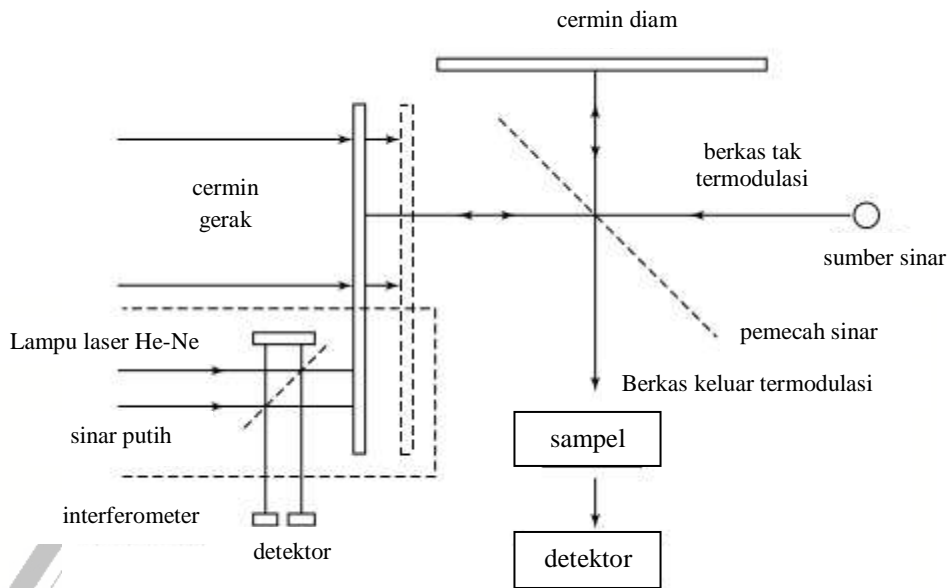 cermin diam
berkas tak
termodulasi
cermin
gerak
sumber sinar
pemecah sinar
Lampu laser He-Ne
Berkas keluar termodulasi
sinar putih
sampel
interferometer
detektor
detektor